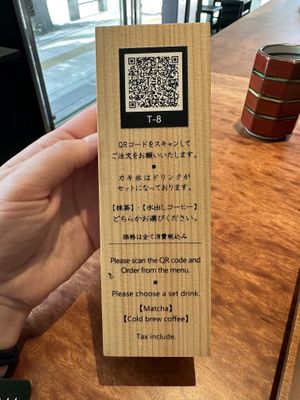 T-8
QRコードをスキャンして
ご注文をお願いいたします。
カキ氷はドリンクが
セットになっております。
【抹茶】・【水出しコーヒー】
どちらかお選びください。
価格は全て消費税込み
Please scan the QR code and
Order from the menu.
Please choose a set drink.
【Matcha】
【Cold brew coffee】
Tax include.